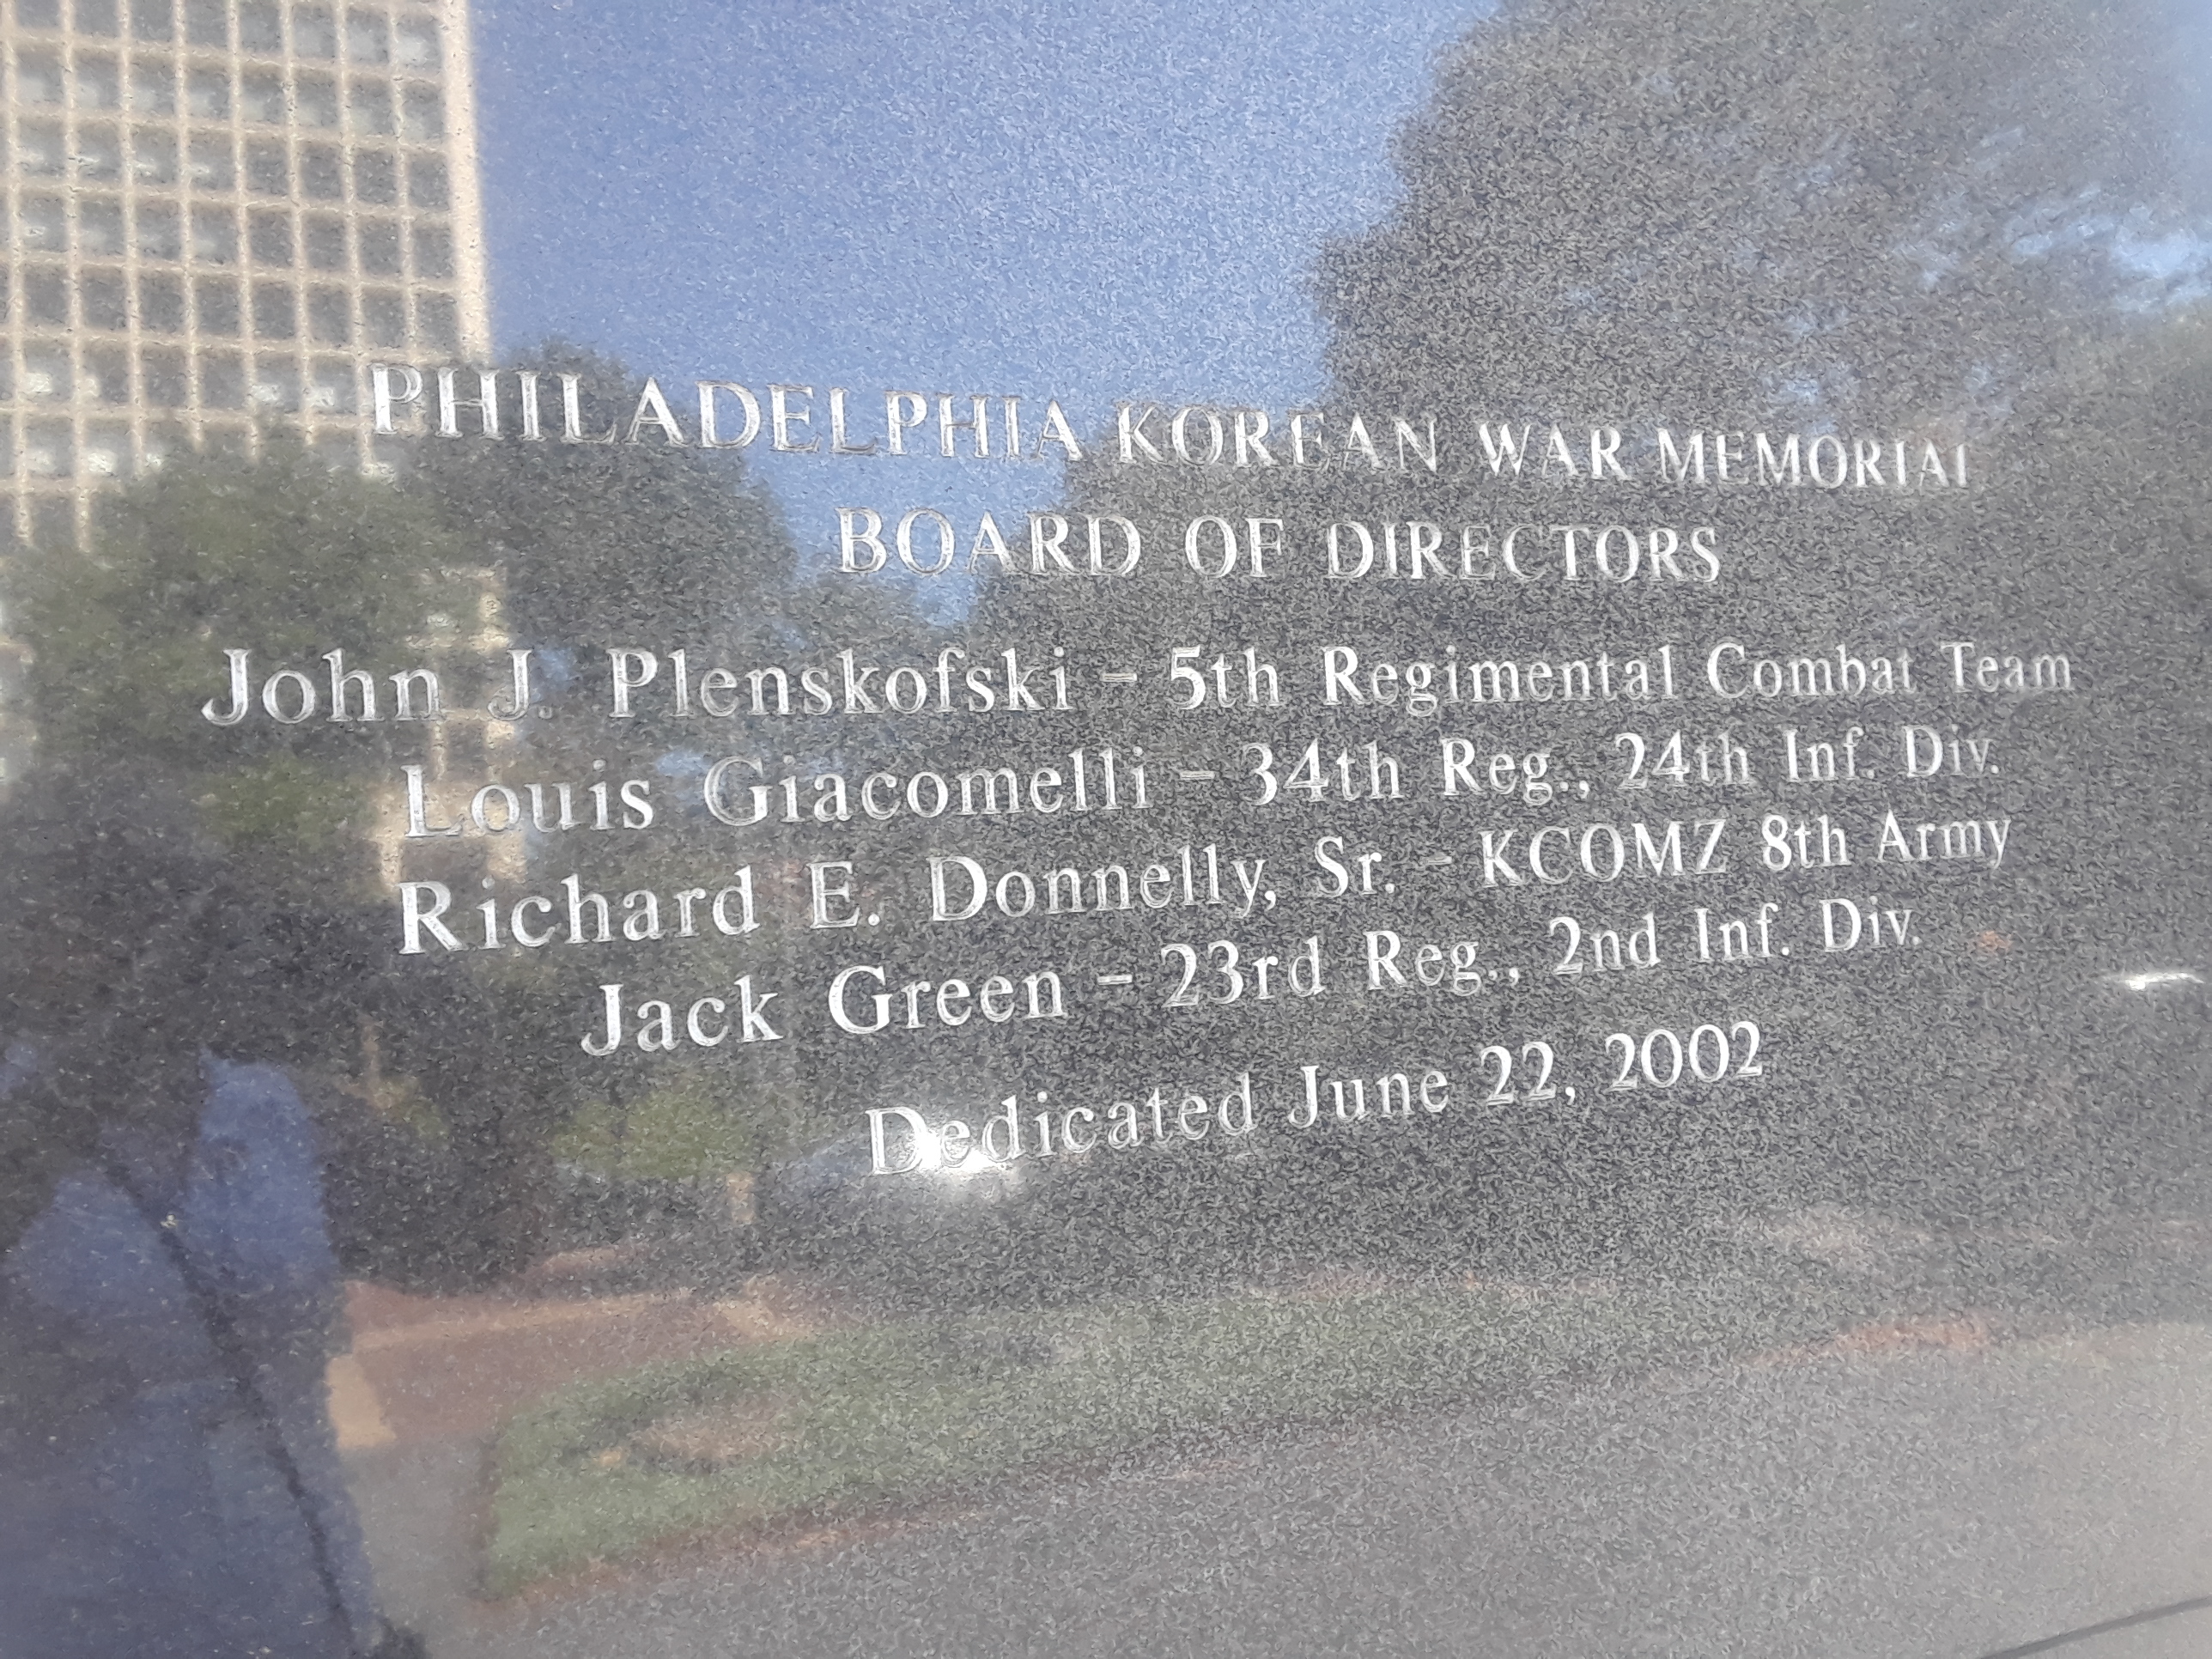 PHILADELPHIA KOREAN WAR MEMORIAL
BOARD OF DIRECTORS
John J. Plenskofski – 5th Regimental Combat Team
Louis Giacomelli – 34th Reg., 24th Inf. Div.
Richard E. Donnelly, Sr. – KCOMZ 8th Army
Jack Green – 23rd Reg., 2nd Inf. Div.
Dedicated June 22, 2002